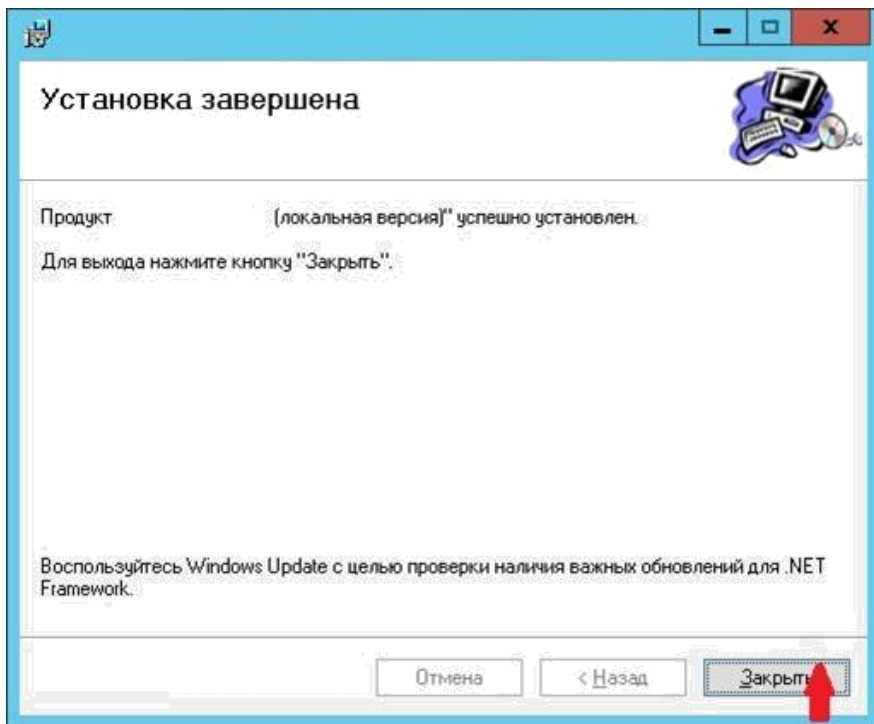 Установка завершена
Продукт (локальная версия)" успешно установлен.
Для выхода нажмите кнопку "Закрыть".
Воспользуйтесь Windows Update с целью проверки наличия важных обновлений для .NET
Framework.
Отмена
< Назад
Закрыть